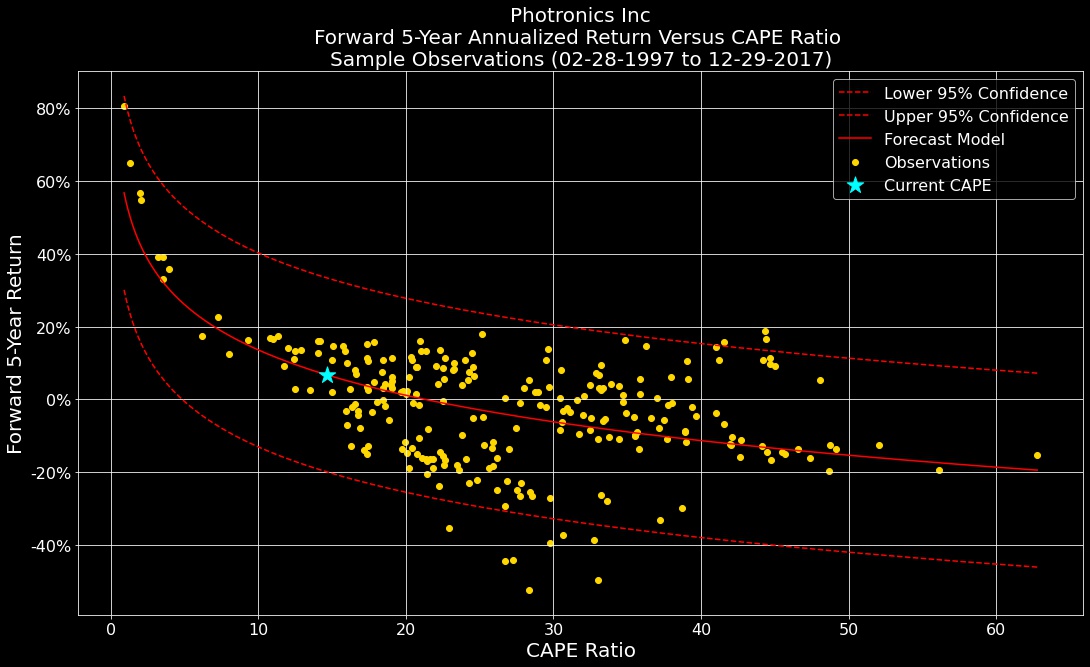 Photronics Inc
Forward 5-Year Annualized Return Versus CAPE Ratio
Sample Observations (02-28-1997 to 12-29-2017)
Lower 95% Confidence
Upper 95% Confidence
Forecast Model
Observations
Current CAPE
Forward 5-Year Return
80%
60%
40%
20%
0%
-20%
-40%
0 10 20 30 40 50 60
CAPE Ratio